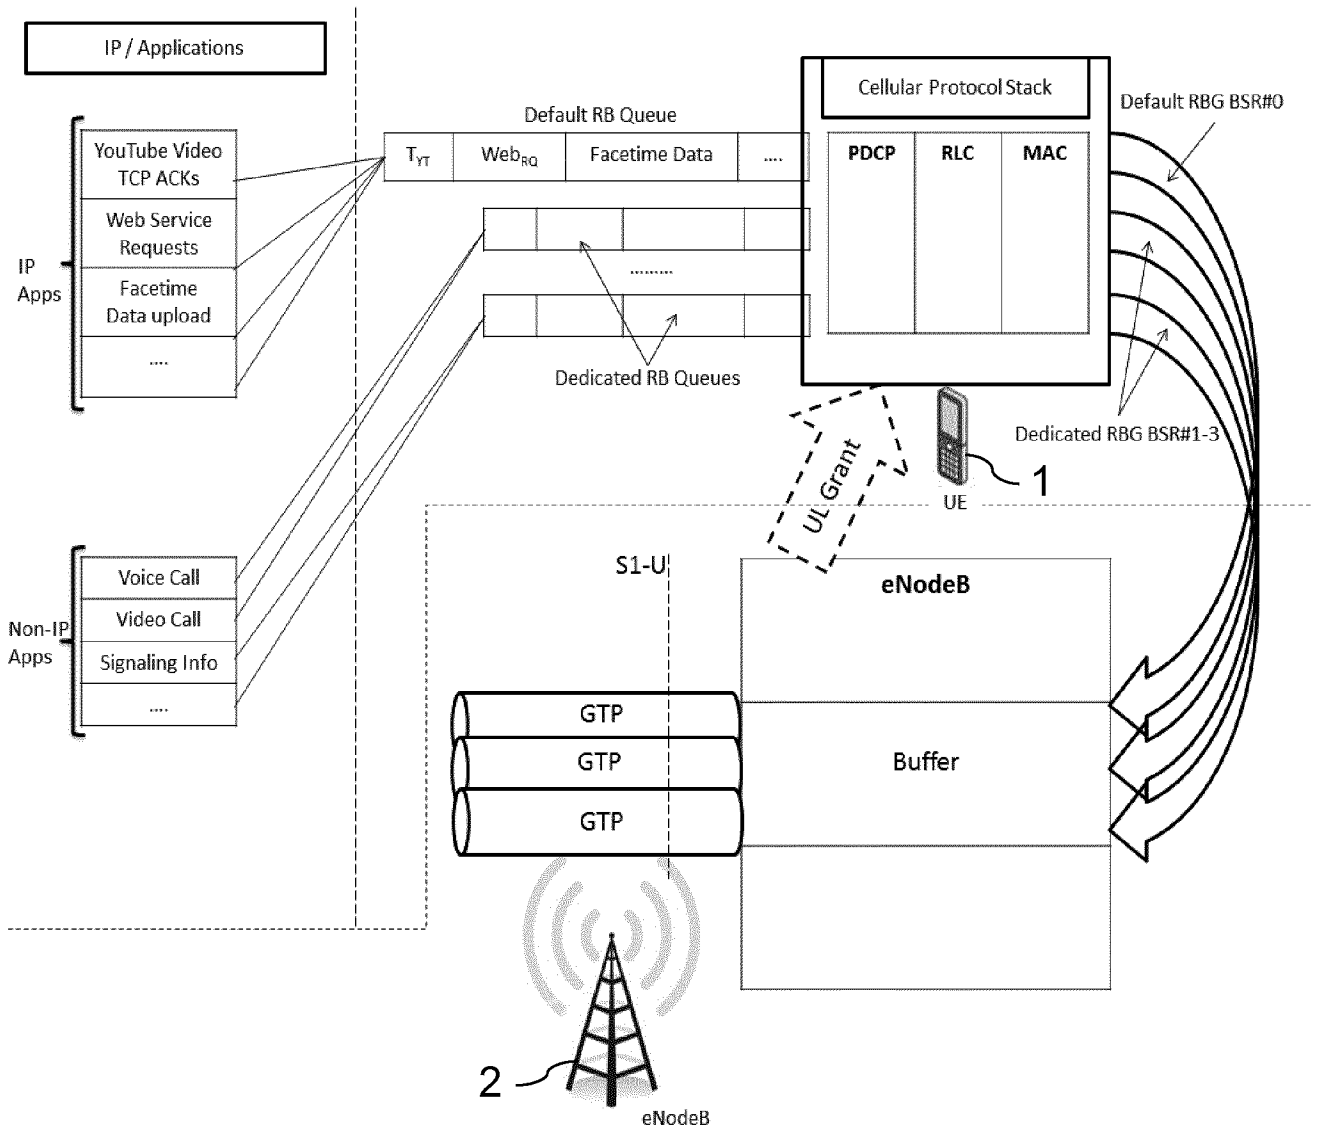 IP / Applications
IP
Apps
YouTube Video
TCP ACKs
Web Service
Requests
Facetime
Data upload
....
Non-IP
Apps
Voice Call
Video Call
Signaling Info
....
Default RB Queue
TYT
WebRQ
Facetime Data
....
.........
Dedicated RB Queues
Cellular Protocol Stack
PDCP
RLC
MAC
Default RBG BSR#0
Dedicated RBG BSR#1-3
UL Grant
1
UE
S1-U
eNodeB
GTP
GTP
GTP
Buffer
2
eNodeB